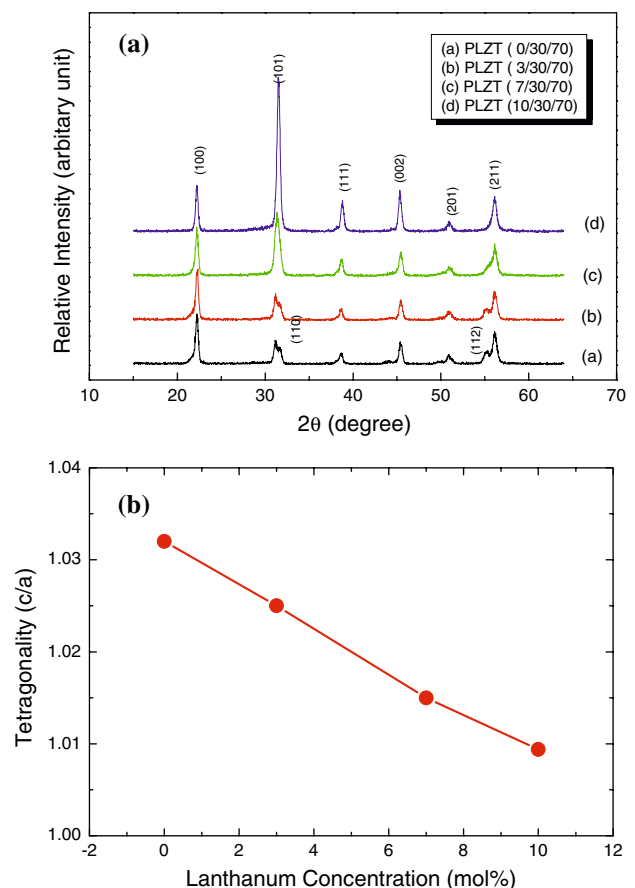 (a)
(a) PLZT ( 0/30/70)
(b) PLZT ( 3/30/70)
(c) PLZT ( 7/30/70)
(d) PLZT (10/30/70)
Relative Intensity (arbitary unit)
(100)
(101)
(110)
(111)
(002)
(201)
(112)
(211)
(d)
(c)
(b)
(a)
10 20 30 40 50 60 70
2θ (degree)
(b)
Tetragonality (c/a)
1.04
1.03
1.02
1.01
1.00
-2 0 2 4 6 8 10 12
Lanthanum Concentration (mol%)